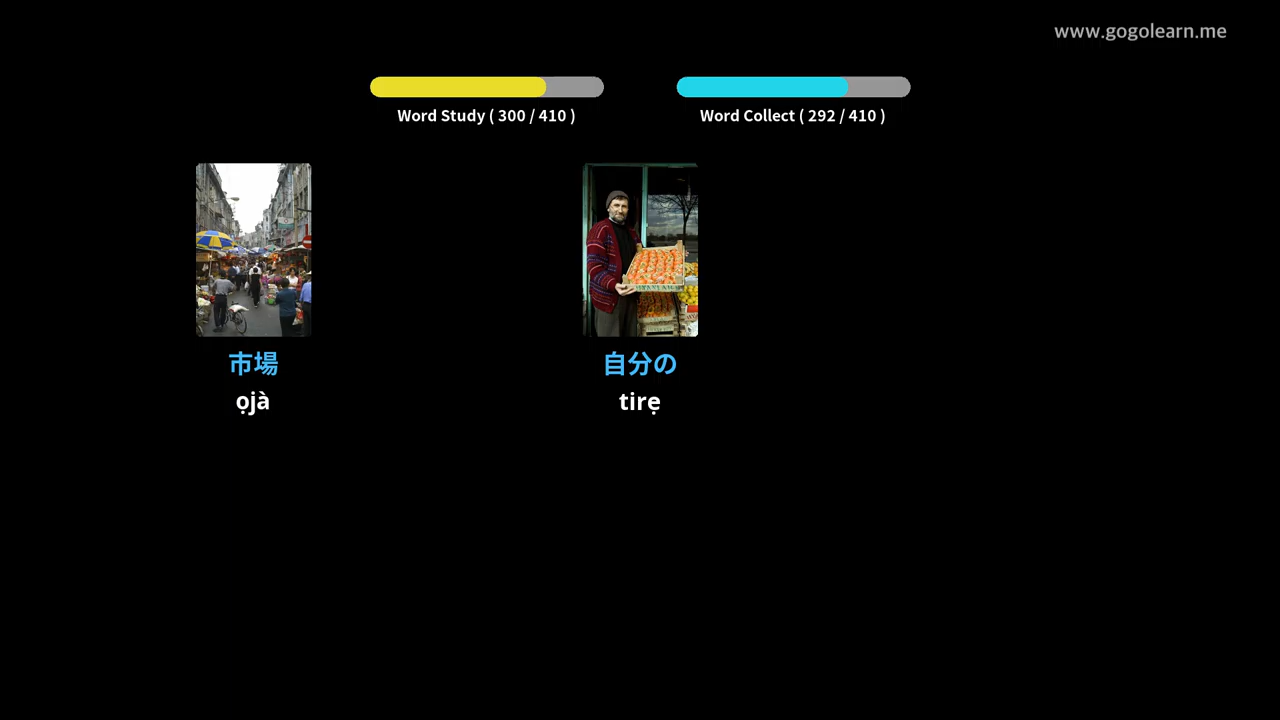 www.gogolearn.me
Word Study ( 300 / 410 )
Word Collect ( 292 / 410 )
市場
ọjà
自分の
tirẹ